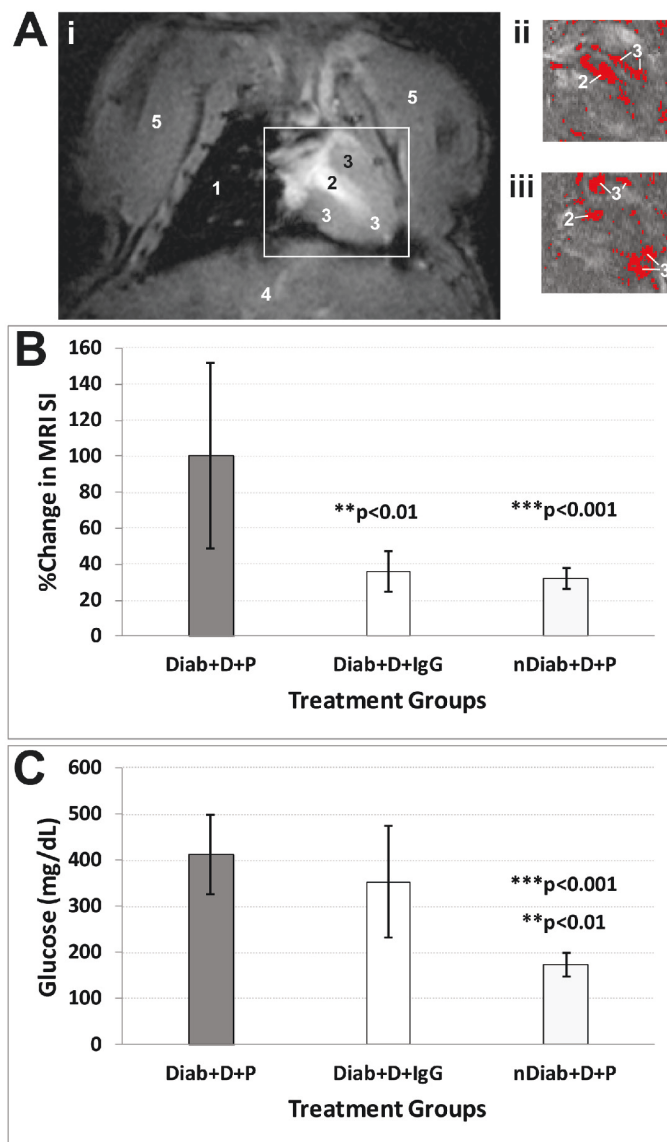 A
i
ii
iii
5
5
1
3
2
3
3
4
3
2
3
2
3
B
%Change in MRI SI
160
140
120
100
80
60
40
20
0
**p<0.01
***p<0.001
Diab+D+P
Diab+D+IgG
nDiab+D+P
Treatment Groups
C
Glucose (mg/dL)
600
500
400
300
200
100
0
***p<0.001
**p<0.01
Diab+D+P
Diab+D+IgG
nDiab+D+P
Treatment Groups